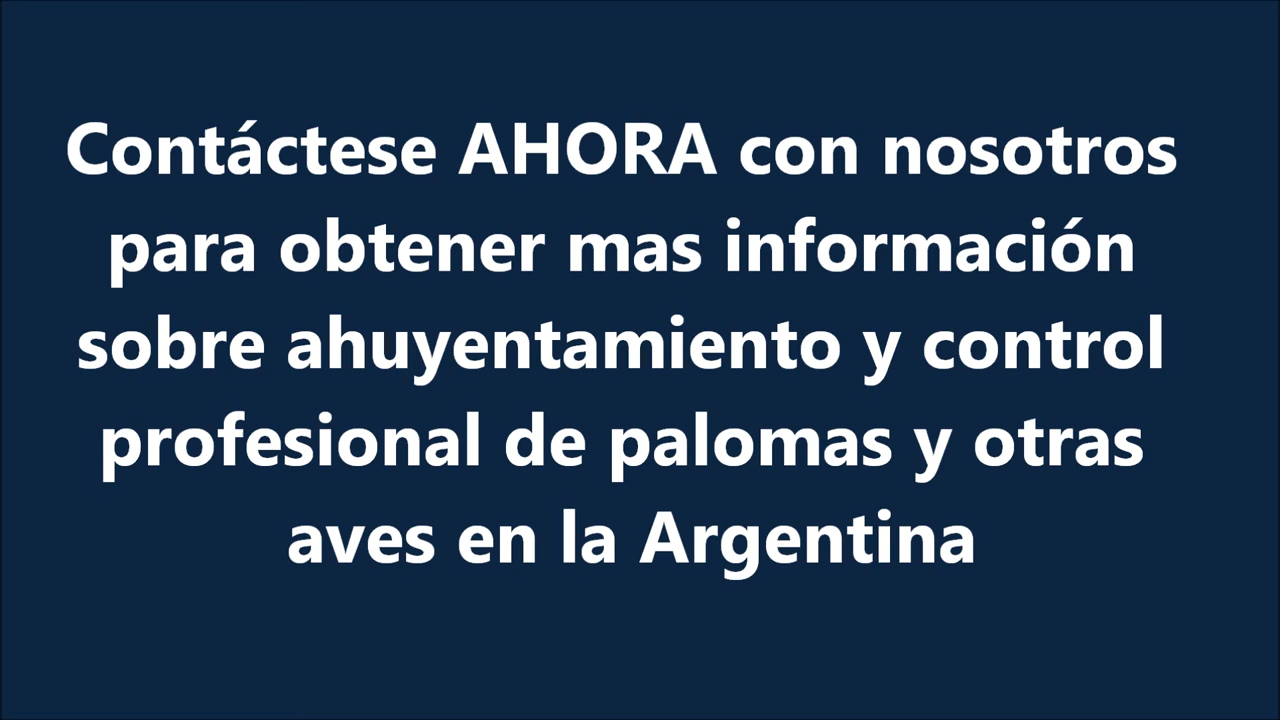 Contáctese AHORA con nosotros
para obtener mas información
sobre ahuyentamiento y control
profesional de palomas y otras
aves en la Argentina